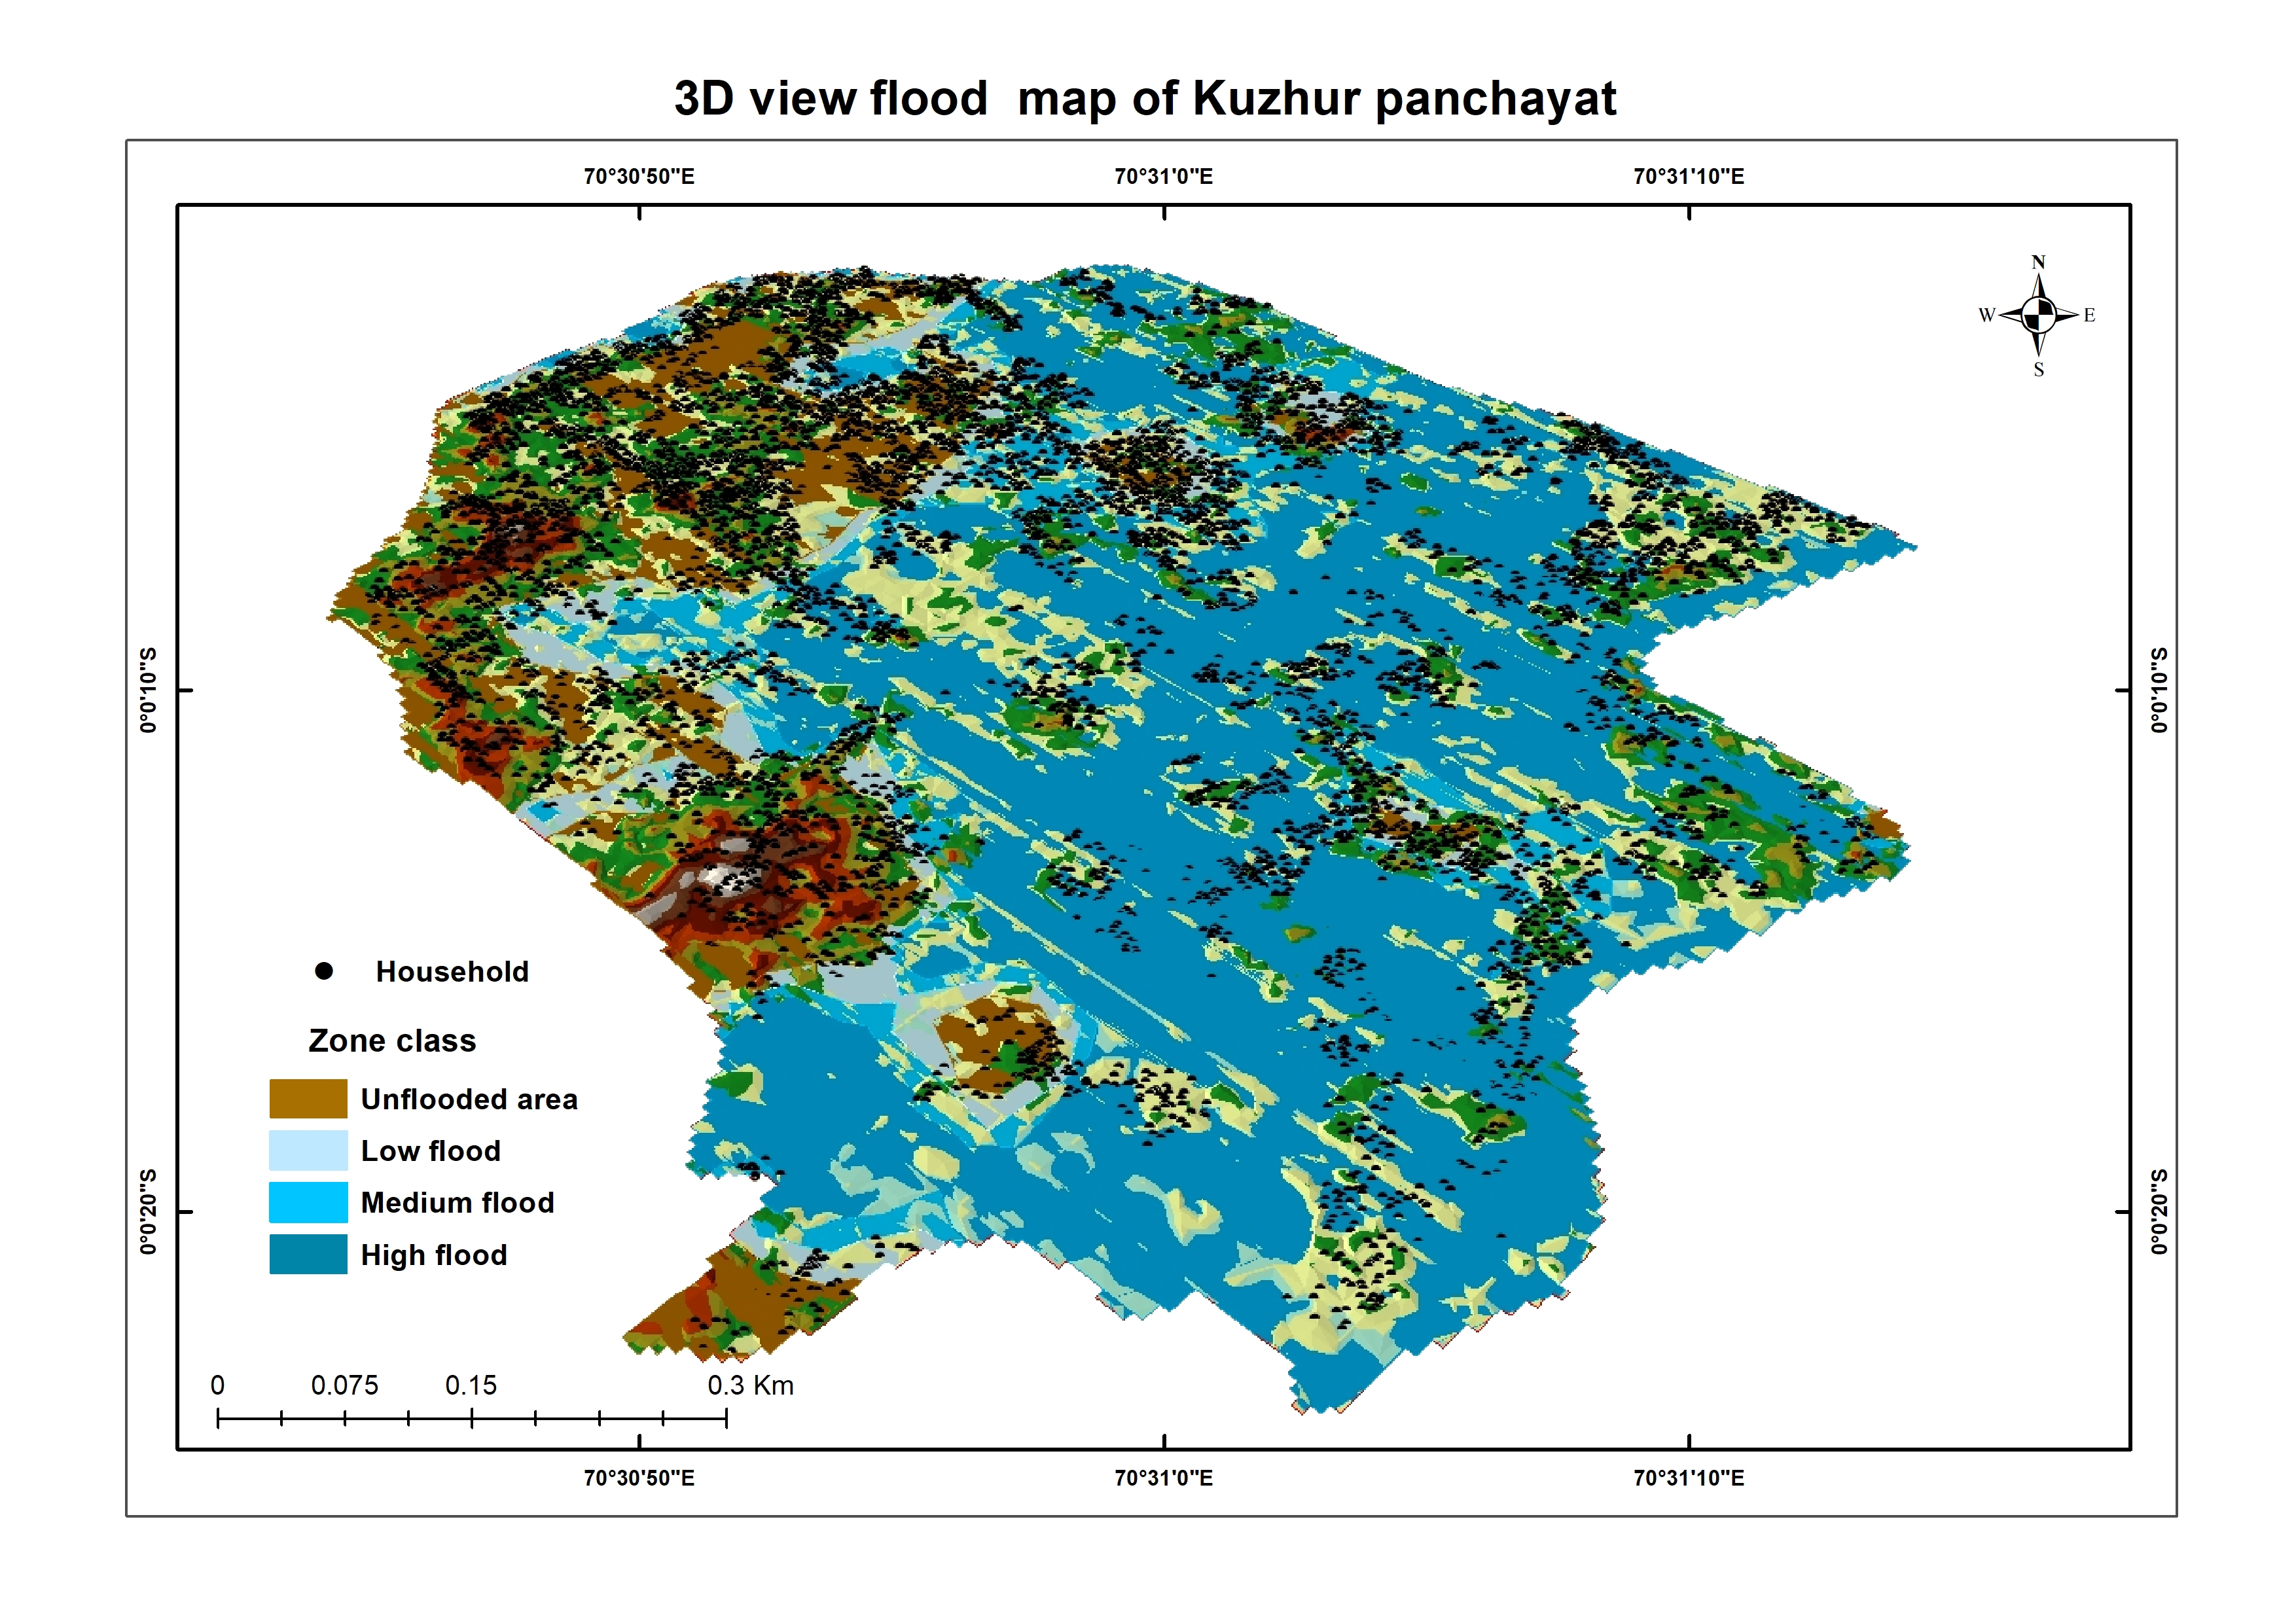 3D view flood  map of Kuzhur panchayat
70°30'50"E 70°31'0"E 70°31'10"E
N
W E
S
0°0'10"S 0°0'10"S
Household
Zone class
Unflooded area
Low flood
Medium flood
High flood
0°0'20"S 0°0'20"S
0 0.075 0.15 0.3 Km
70°30'50"E 70°31'0"E 70°31'10"E